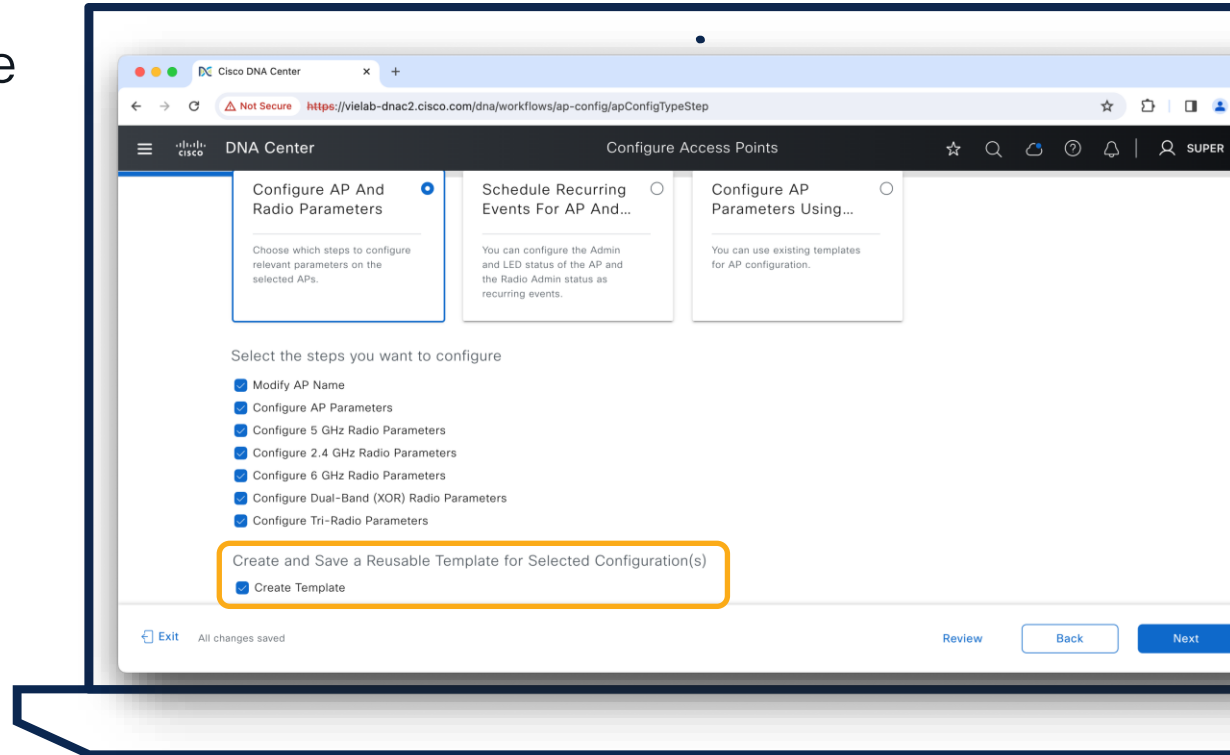 e
Cisco DNA Center
Not Secure https://vielab-dnac2.cisco.com/dna/workflows/ap-config/apConfigTypeStep
cisco DNA Center Configure Access Points SUPER
Configure AP And
Radio Parameters
Choose which steps to configure
relevant parameters on the
selected APs.
Schedule Recurring
Events For AP And...
You can configure the Admin
and LED status of the AP and
the Radio Admin status as
recurring events.
Configure AP
Parameters Using...
You can use existing templates
for AP configuration.
Select the steps you want to configure
Modify AP Name
Configure AP Parameters
Configure 5 GHz Radio Parameters
Configure 2.4 GHz Radio Parameters
Configure 6 GHz Radio Parameters
Configure Dual-Band (XOR) Radio Parameters
Configure Tri-Radio Parameters
Create and Save a Reusable Template for Selected Configuration(s)
Create Template
Exit All changes saved Review Back Next